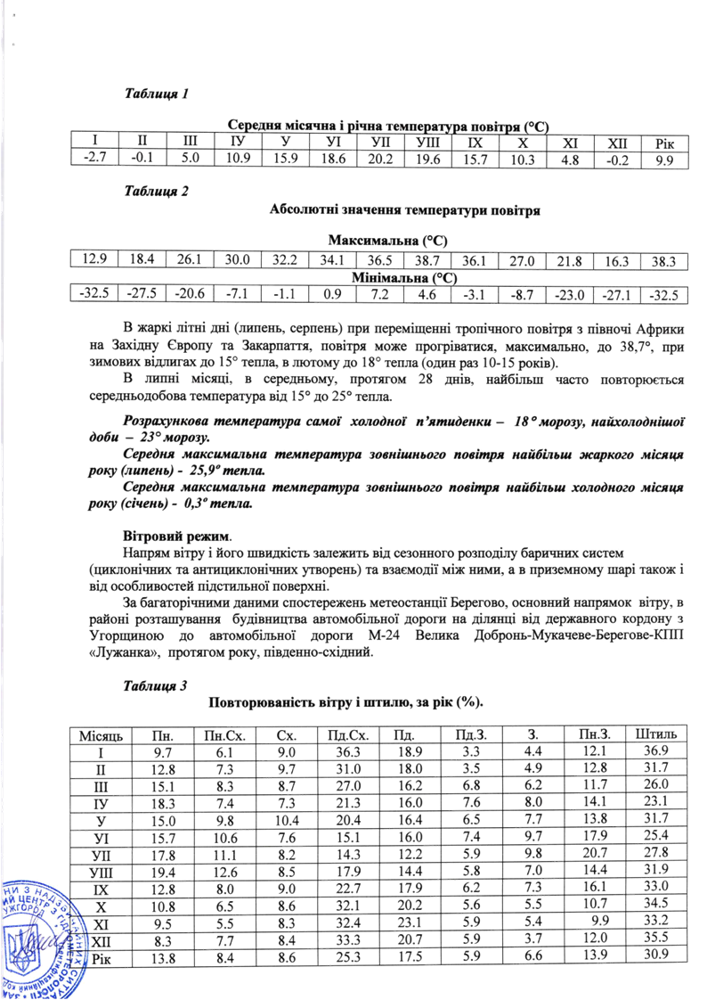 Таблиця 1
Середня місячна і річна температура повітря (°С)
І ІІ ІІІ ІУ У УІ УІІ УІІІ ІХ Х ХІ ХІІ Рік
-2.7 -0.1 5.0 10.9 15.9 18.6 20.2 19.6 15.7 10.3 4.8 -0.2 9.9
Таблиця 2
Абсолютні значення температури повітря
Максимальна (°С)
12.9 18.4 26.1 30.0 32.2 34.1 36.5 38.7 36.1 27.0 21.8 16.3 38.3
Мінімальна (°С)
-32.5 -27.5 -20.6 -7.1 -1.1 0.9 7.2 4.6 -3.1 -8.7 -23.0 -27.1 -32.5
В жаркі літні дні (липень, серпень) при переміщенні тропічного повітря з півночі Африки
на Західну Європу та Закарпаття, повітря може прогріватися, максимально, до 38,7°, при
зимових відлигах до 15° тепла, в лютому до 18° тепла (один раз 10-15 років).
В липні місяці, в середньому, протягом 28 днів, найбільш часто повторюється
середньодобова температура від 15° до 25° тепла.
Розрахункова температура самої холодної п’ятиденки – 18° морозу, найхолоднішої
доби – 23° морозу.
Середня максимальна температура зовнішнього повітря найбільш жаркого місяця
року (липень) - 25,9° тепла.
Середня максимальна температура зовнішнього повітря найбільш холодного місяця
року (січень) - 0,3° тепла.
Вітровий режим.
Напрям вітру і його швидкість залежить від сезонного розподілу баричних систем
(циклонічних та антициклонічних утворень) та взаємодії між ними, а в приземному шарі також і
від особливостей підстильної поверхні.
За багаторічними даними спостережень метеостанції Берегово, основний напрямок вітру, в
районі розташування будівництва автомобільної дороги на ділянці від державного кордону з
Угорщиною до автомобільної дороги М-24 Велика Добронь-Мукачеве-Берегове-КПП
«Лужанка», протягом року, південно-східний.
Таблиця 3
Повторюваність вітру і штилю, за рік (%).
Місяць Пн. Пн.Сх. Сх. Пд.Сх. Пд. Пд.З. З. Пн.З. Штиль
І 9.7 6.1 9.0 36.3 18.9 3.3 4.4 12.1 36.9
ІІ 12.8 7.3 9.7 31.0 18.0 3.5 4.9 12.8 31.7
ІІІ 15.1 8.3 8.7 27.0 16.2 6.8 6.2 11.7 26.0
ІУ 18.3 7.4 7.3 21.3 16.0 7.6 8.0 14.1 23.1
У 15.0 9.8 10.4 20.4 16.4 6.5 7.7 13.8 31.7
УІ 15.7 10.6 7.6 15.1 16.0 7.4 9.7 17.9 25.4
УІІ 17.8 11.1 8.2 14.3 12.2 5.9 9.8 20.7 27.8
УІІІ 19.4 12.6 8.5 17.9 14.4 5.8 7.0 14.4 31.9
ІХ 12.8 8.0 9.0 22.7 17.9 6.2 7.3 16.1 33.0
Х 10.8 6.5 8.6 32.1 20.2 5.6 5.5 10.7 34.5
ХІ 9.5 5.5 8.3 32.4 23.1 5.9 5.4 9.9 33.2
ХІІ 8.3 7.7 8.4 33.3 20.7 5.9 3.7 12.0 35.5
Рік 13.8 8.4 8.6 25.3 17.5 5.9 6.6 13.9 30.9